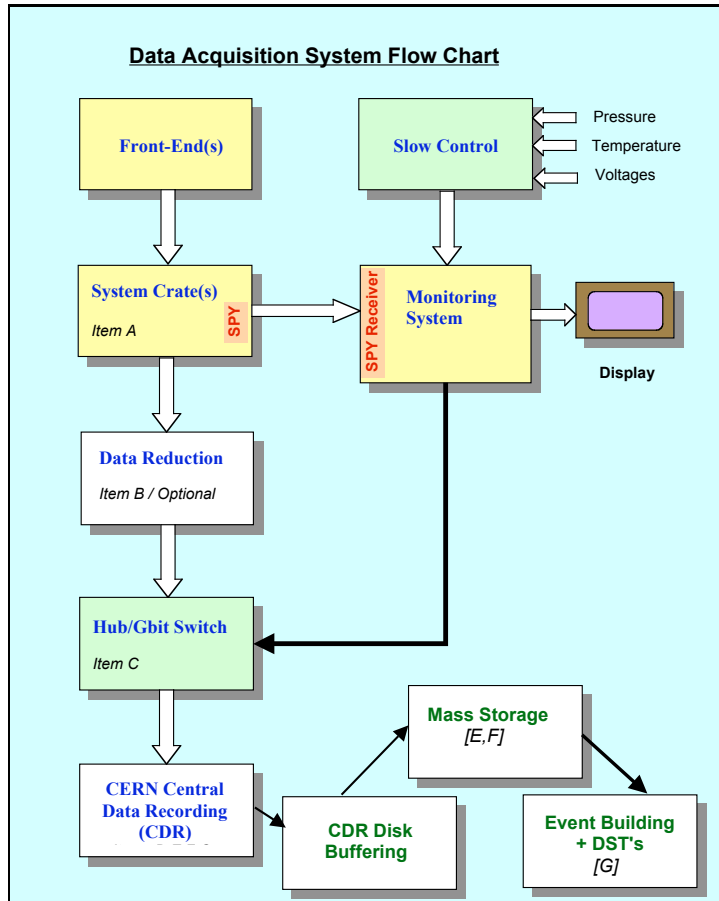 Data Acquisition System Flow Chart
Front-End(s)
Slow Control
Pressure
Temperature
Voltages
System Crate(s)
Item A
SPY
SPY Receiver
Monitoring
System
Display
Data Reduction
Item B / Optional
Hub/Gbit Switch
Item C
Mass Storage
[E,F]
CERN Central
Data Recording
(CDR)
CDR Disk
Buffering
Event Building
+ DST's
[G]